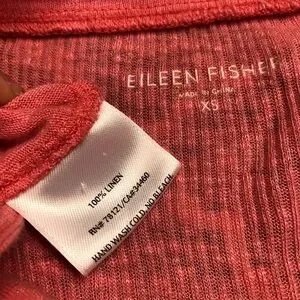 EILEEN FISHER
MADE IN CHINA
XS
100% LINEN
RN# 78121/CA#34460
HAND WASH COLD. NO BLEACH.